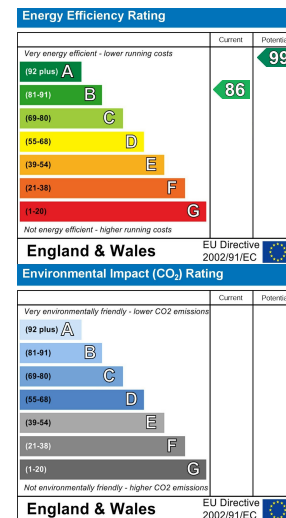 Energy Efficiency Rating
Current Potentia
Very energy efficient - lower running costs
(92 plus) A
99
(81-91) B
86
(69-80) C
(55-68) D
(39-54) E
(21-38) F
(1-20) G
Not energy efficient - higher running costs
England & Wales
EU Directive
2002/91/EC
Environmental Impact (CO₂) Rating
Current Potentia
Very environmentally friendly - lower CO2 emissions
(92 plus) A
(81-91) B
(69-80) C
(55-68) D
(39-54) E
(21-38) F
(1-20) G
Not environmentally friendly - higher CO2 emissions
England & Wales
EU Directive
2002/91/EC